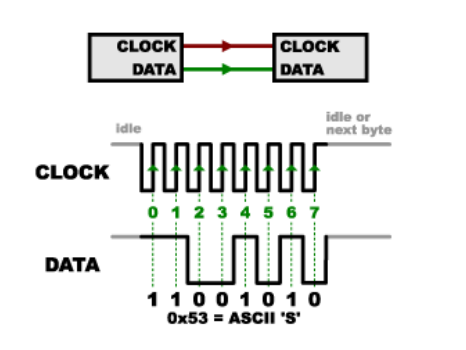 CLOCK CLOCK
DATA DATA
idle
idle or
next byte
CLOCK
0 1 2 3 4 5 6 7
DATA
1 1 0 0 1 0 1 0
0x53 = ASCII 'S'